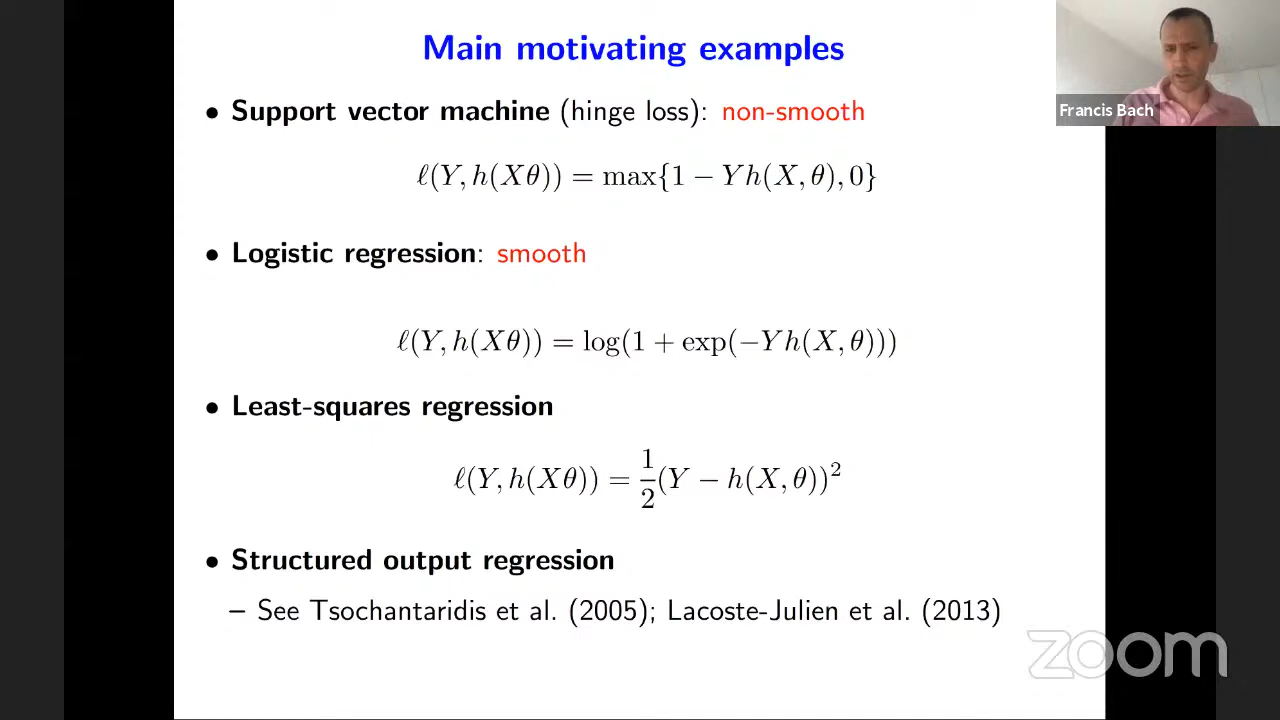 Main motivating examples
Francis Bach
• Support vector machine (hinge loss): non-smooth
ℓ(Y, h(Xθ)) = max{1 − Y h(X, θ), 0}
• Logistic regression: smooth
ℓ(Y, h(Xθ)) = log(1 + exp(−Y h(X, θ)))
• Least-squares regression
ℓ(Y, h(Xθ)) = 1/2 (Y − h(X, θ))²
• Structured output regression
– See Tsochantaridis et al. (2005); Lacoste-Julien et al. (2013)
zoom